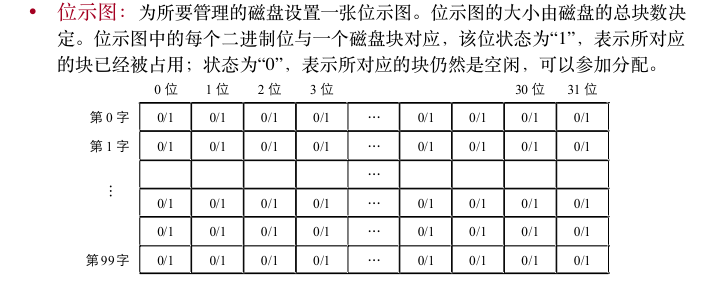 • 位示图：为所要管理的磁盘设置一张位示图。位示图的大小由磁盘的总块数决
定。位示图中的每个二进制位与一个磁盘块对应，该位状态为“1”，表示所对应
的块已经被占用；状态为“0”，表示所对应的块仍然是空闲，可以参加分配。
0 位 1 位 2 位 3 位 30 位 31 位
第 0 字 0/1 0/1 0/1 0/1 … 0/1 0/1 0/1 0/1
第 1 字 0/1 0/1 0/1 0/1 … 0/1 0/1 0/1 0/1
…
⋮ 0/1 0/1 0/1 0/1 … 0/1 0/1 0/1 0/1
0/1 0/1 0/1 0/1 … 0/1 0/1 0/1 0/1
第99字 0/1 0/1 0/1 0/1 … 0/1 0/1 0/1 0/1